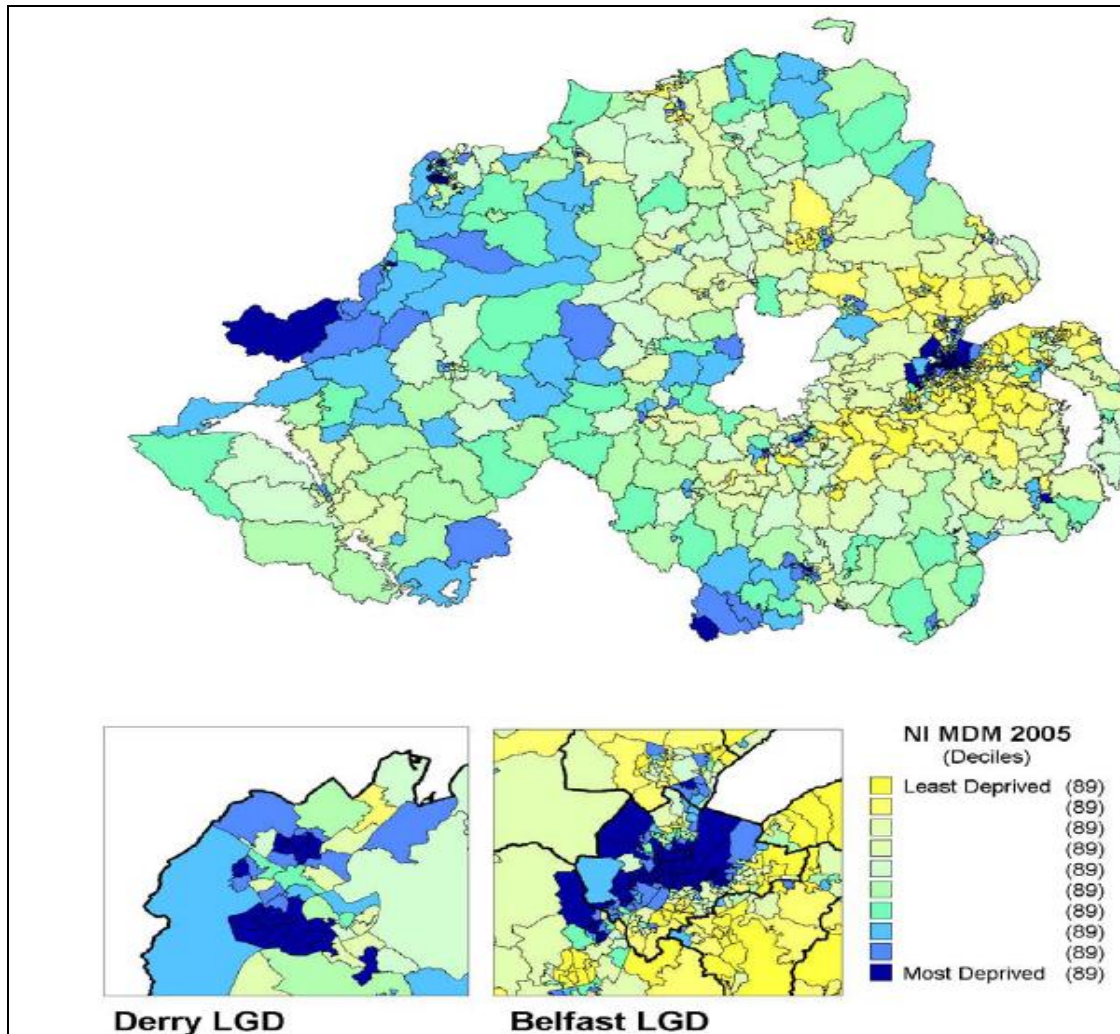 NI MDM 2005
(Deciles)
Least Deprived (89)
(89)
(89)
(89)
(89)
(89)
(89)
(89)
(89)
Most Deprived (89)
Derry LGD
Belfast LGD